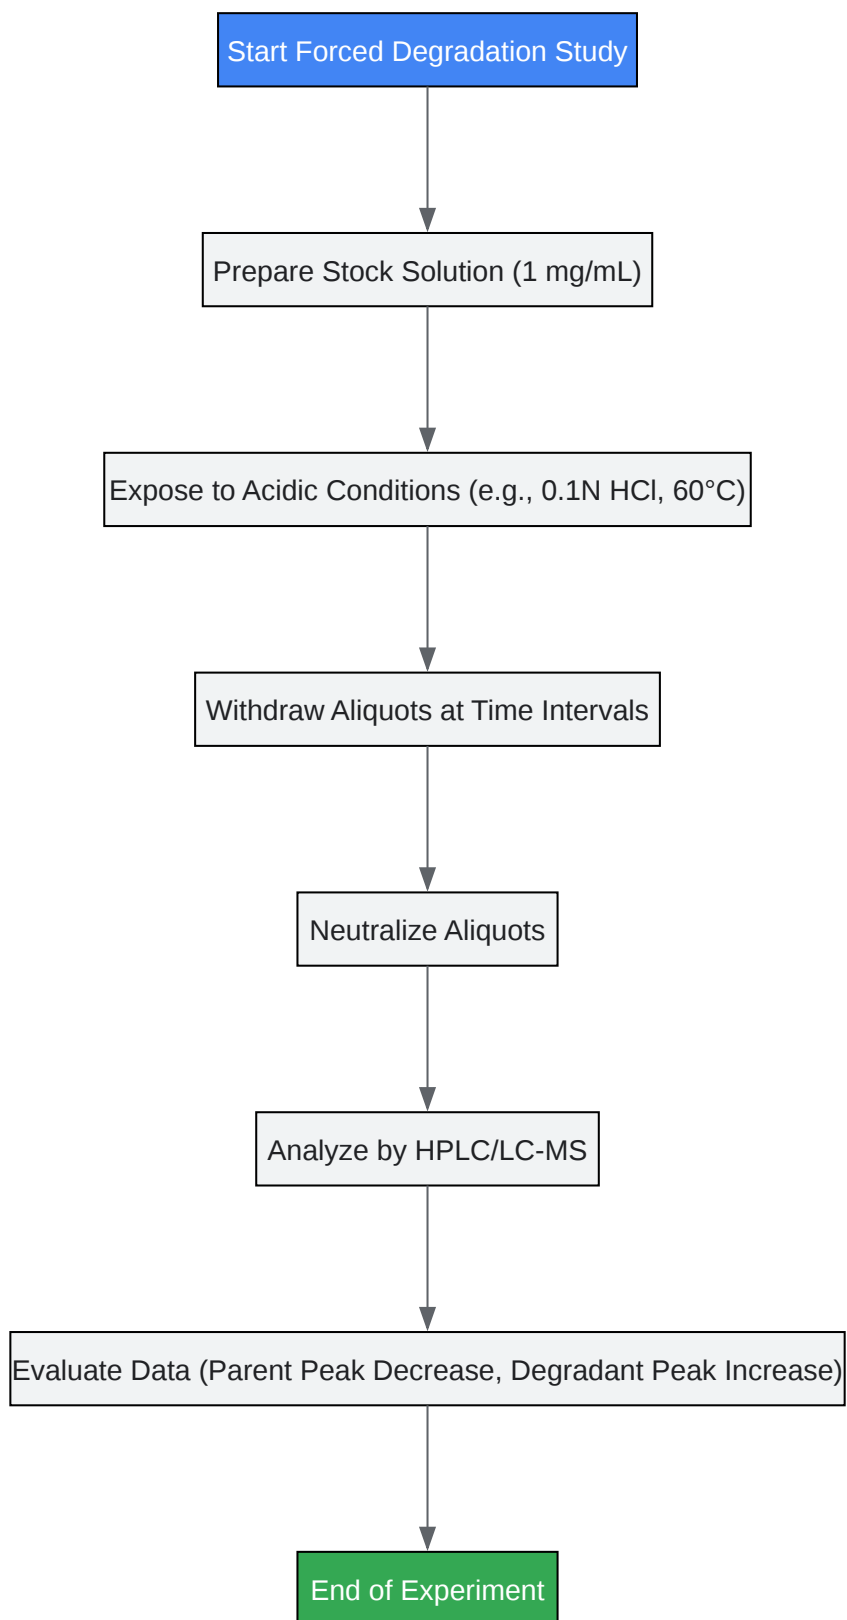 Start Forced Degradation Study
Prepare Stock Solution (1 mg/mL)
Expose to Acidic Conditions (e.g., 0.1N HCl, 60°C)
Withdraw Aliquots at Time Intervals
Neutralize Aliquots
Analyze by HPLC/LC-MS
Evaluate Data (Parent Peak Decrease, Degradant Peak Increase)
End of Experiment